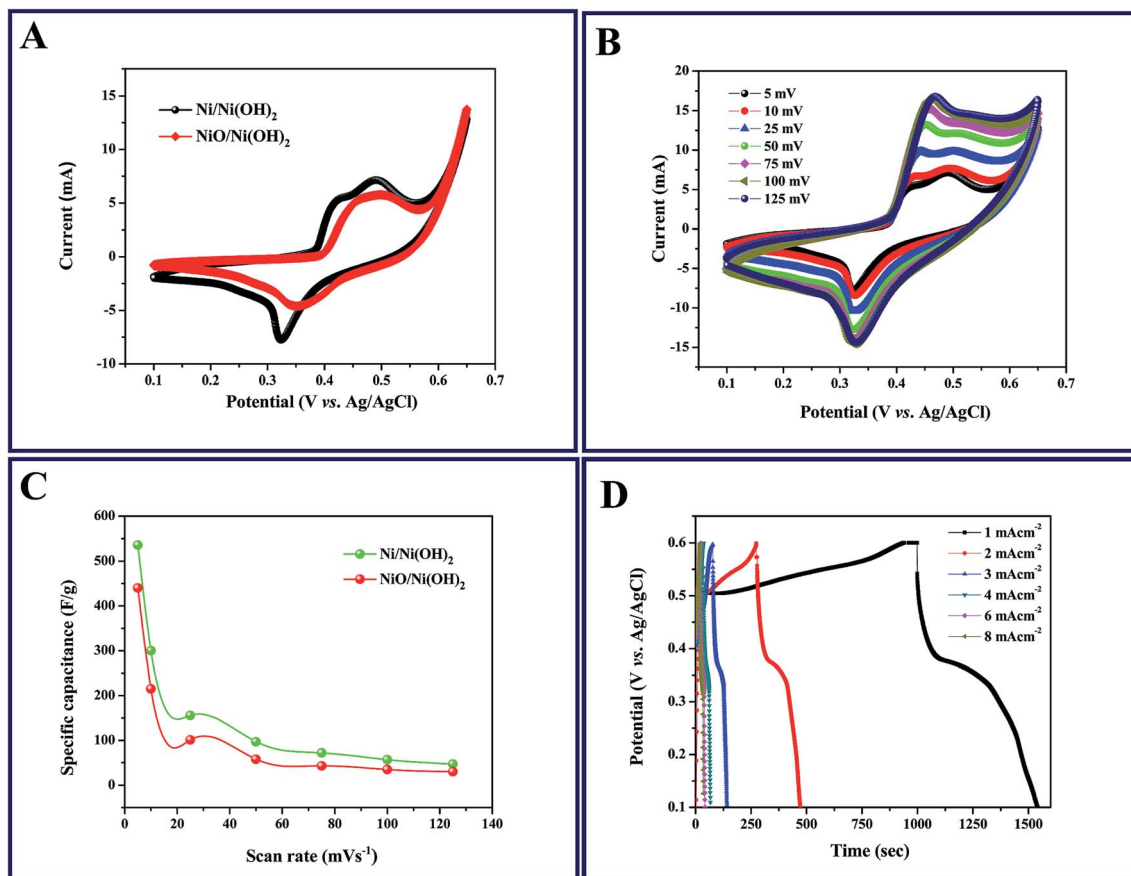 A
15
10
5
0
-5
-10
Current (mA)
Ni/Ni(OH)2
NiO/Ni(OH)2
0.1 0.2 0.3 0.4 0.5 0.6 0.7
Potential (V vs. Ag/AgCl)
B
20
15
10
5
0
-5
-10
-15
Current (mA)
5 mV
10 mV
25 mV
50 mV
75 mV
100 mV
125 mV
0.1 0.2 0.3 0.4 0.5 0.6 0.7
Potential (V vs. Ag/AgCl)
C
600
500
400
300
200
100
0
Specific capacitance (F/g)
Ni/Ni(OH)2
NiO/Ni(OH)2
0 20 40 60 80 100 120 140
Scan rate (mVs-1)
D
0.6
0.5
0.4
0.3
0.2
0.1
Potential (V vs. Ag/AgCl)
1 mAcm-2
2 mAcm-2
3 mAcm-2
4 mAcm-2
6 mAcm-2
8 mAcm-2
0 250 500 750 1000 1250 1500
Time (sec)